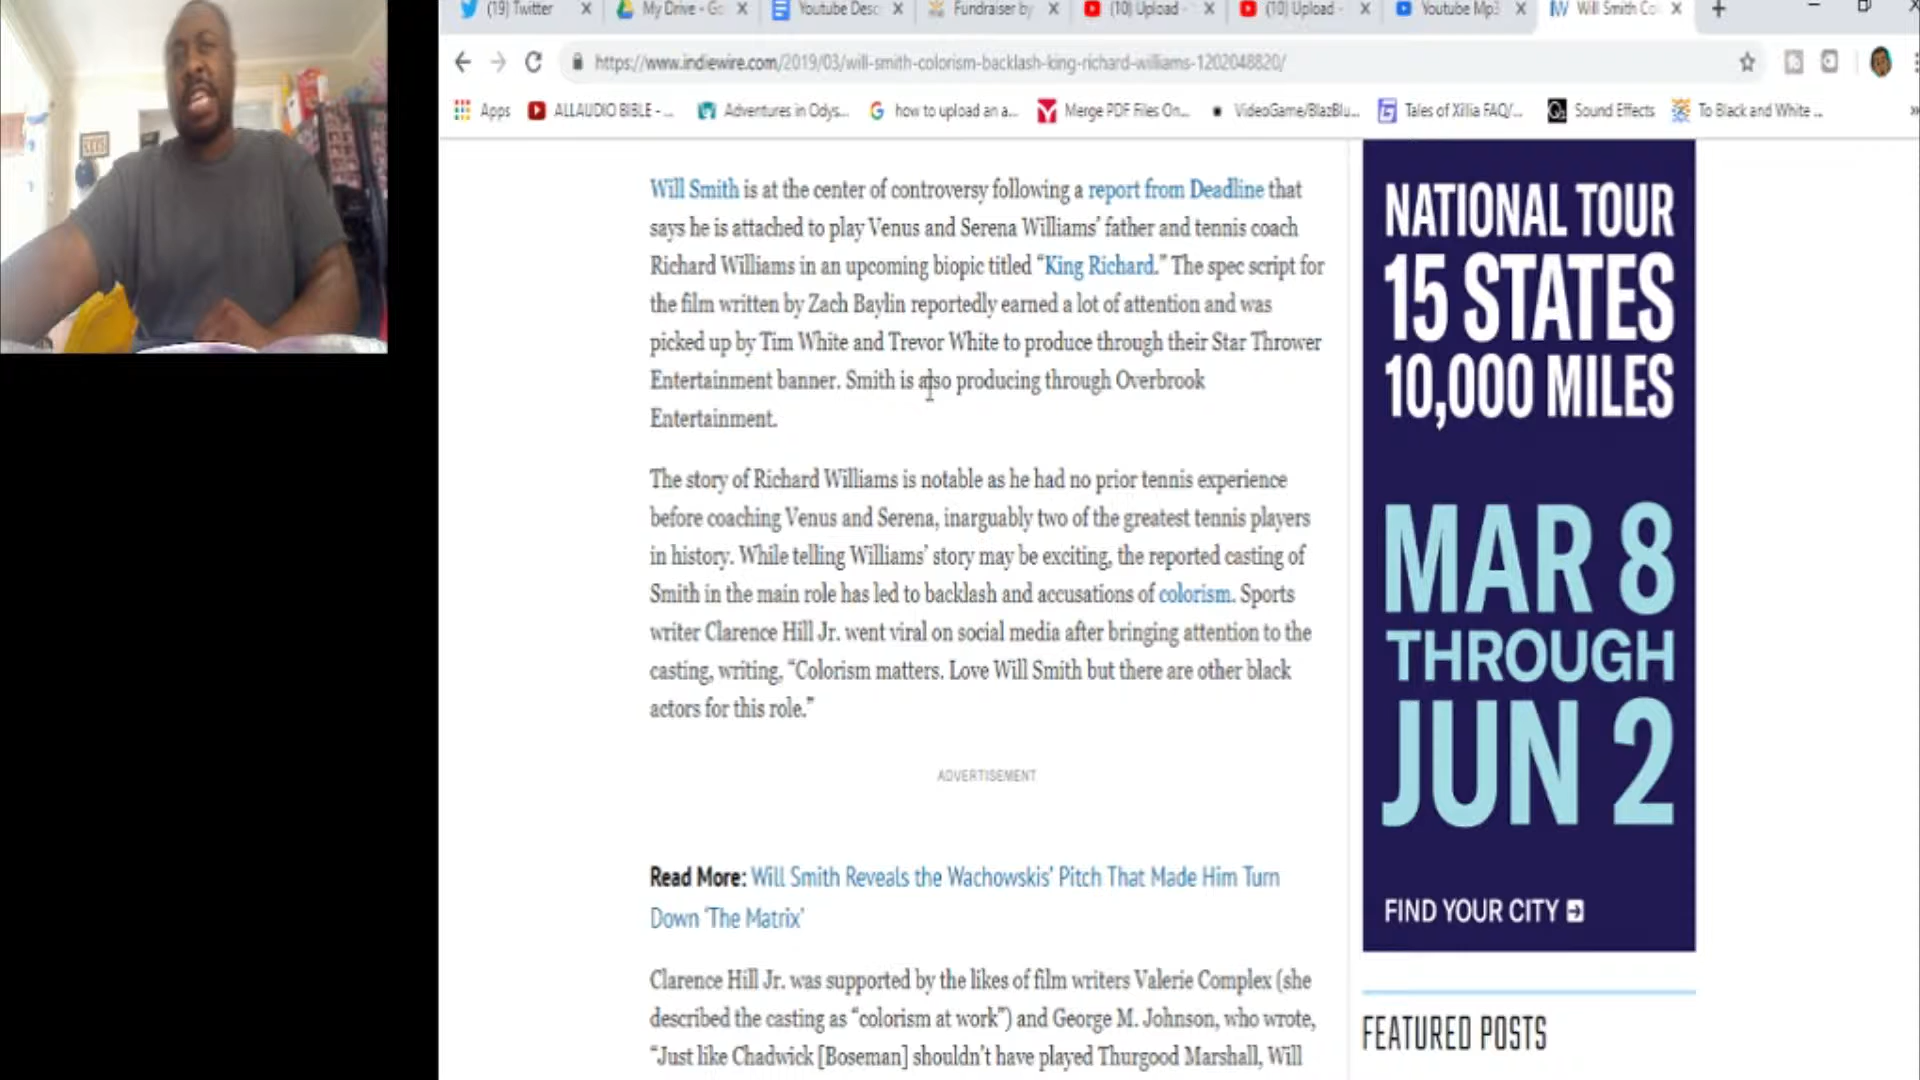 (19) Twitter
My Drive - Go
Youtube Desc
Fundraiser by
(10) Upload -
(10) Upload -
Youtube Mp3
Will Smith Co
https://www.indiewire.com/2019/03/will-smith-colorism-backlash-king-richard-williams-1202048820/
Apps
ALLAUDIO BIBLE - ...
Adventures in Odys...
how to upload an a...
Merge PDF Files On...
VideoGame/BlazBlu...
Tales of Xillia FAQ/...
Sound Effects
To Black and White ...
Will Smith is at the center of controversy following a report from Deadline that
says he is attached to play Venus and Serena Williams’ father and tennis coach
Richard Williams in an upcoming biopic titled “King Richard.” The spec script for
the film written by Zach Baylin reportedly earned a lot of attention and was
picked up by Tim White and Trevor White to produce through their Star Thrower
Entertainment banner. Smith is also producing through Overbrook
Entertainment.
The story of Richard Williams is notable as he had no prior tennis experience
before coaching Venus and Serena, inarguably two of the greatest tennis players
in history. While telling Williams’ story may be exciting, the reported casting of
Smith in the main role has led to backlash and accusations of colorism. Sports
writer Clarence Hill Jr. went viral on social media after bringing attention to the
casting, writing, “Colorism matters. Love Will Smith but there are other black
actors for this role.”
ADVERTISEMENT
Read More: Will Smith Reveals the Wachowskis’ Pitch That Made Him Turn
Down ‘The Matrix’
Clarence Hill Jr. was supported by the likes of film writers Valerie Complex (she
described the casting as “colorism at work”) and George M. Johnson, who wrote,
“Just like Chadwick [Boseman] shouldn’t have played Thurgood Marshall, Will
NATIONAL TOUR
15 STATES
10,000 MILES
MAR 8
THROUGH
JUN 2
FIND YOUR CITY
FEATURED POSTS